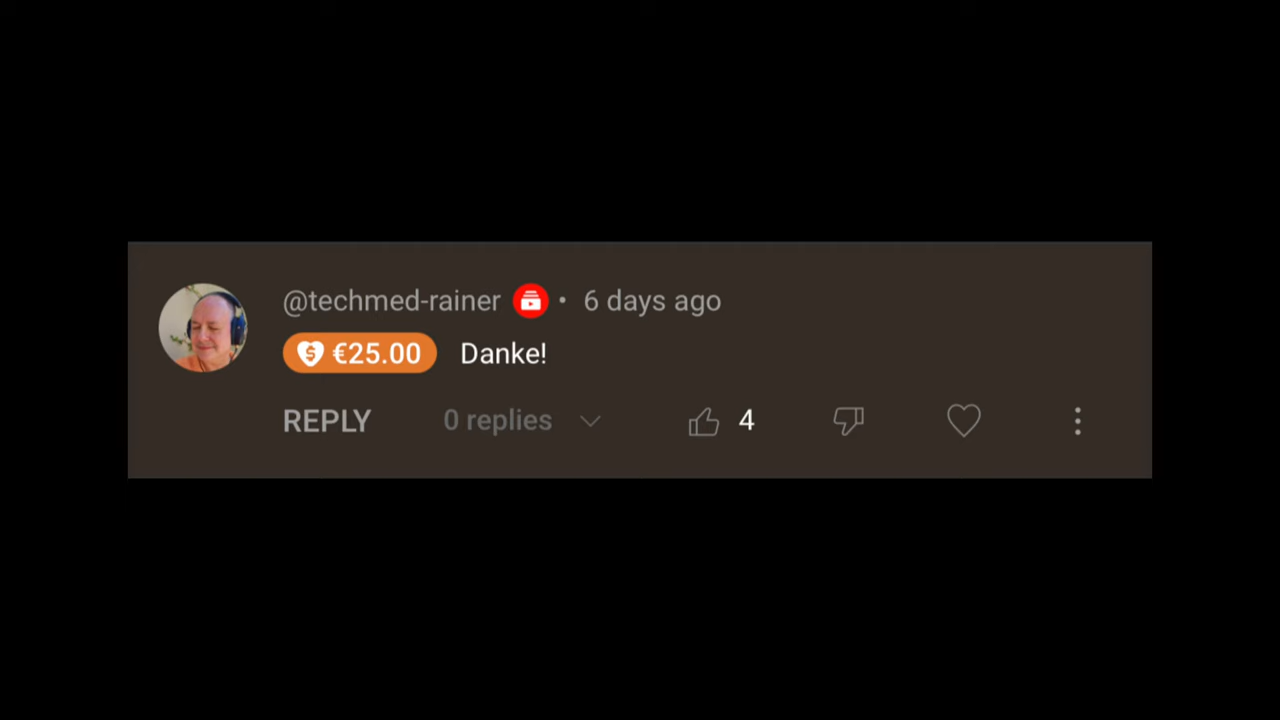 @techmed-rainer • 6 days ago
€25.00 Danke!
REPLY 0 replies 4